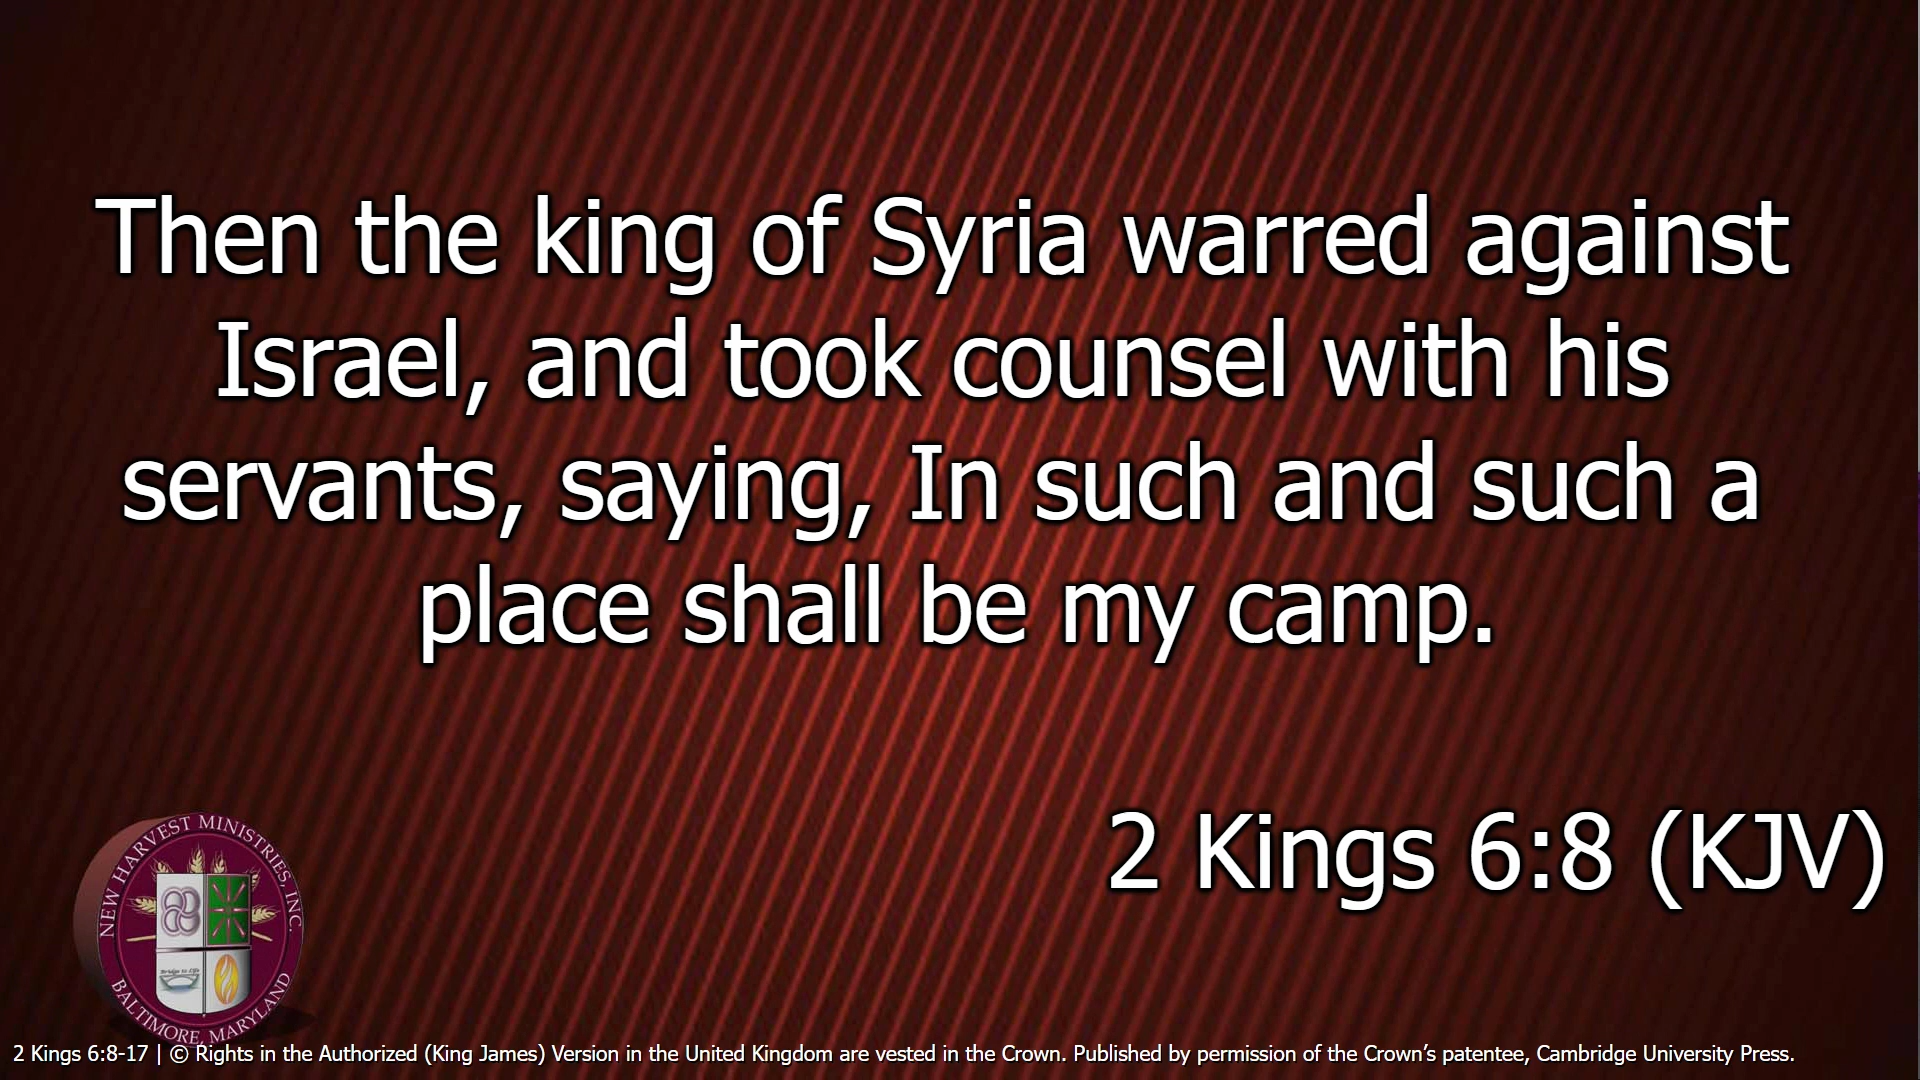 Then the king of Syria warred against
Israel, and took counsel with his
servants, saying, In such and such a
place shall be my camp.
2 Kings 6:8 (KJV)
NEW HARVEST MINISTRIES, INC.
Bridge to Life
BALTIMORE, MARYLAND
2 Kings 6:8-17 | © Rights in the Authorized (King James) Version in the United Kingdom are vested in the Crown. Published by permission of the Crown’s patentee, Cambridge University Press.